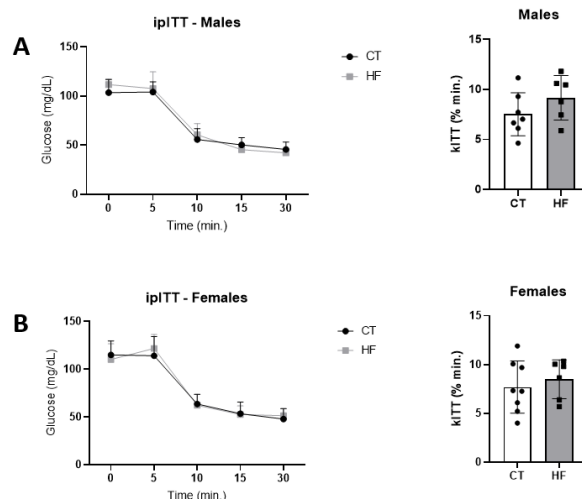 A
ipITT - Males
Glucose (mg/dL)
150
100
50
0
0 5 10 15 30
Time (min.)
CT
HF
Males
kITT (% min.)
15
10
5
0
CT HF
B
ipITT - Females
Glucose (mg/dL)
150
100
50
0
0 5 10 15 30
Time (min.)
CT
HF
Females
kITT (% min.)
15
10
5
0
CT HF